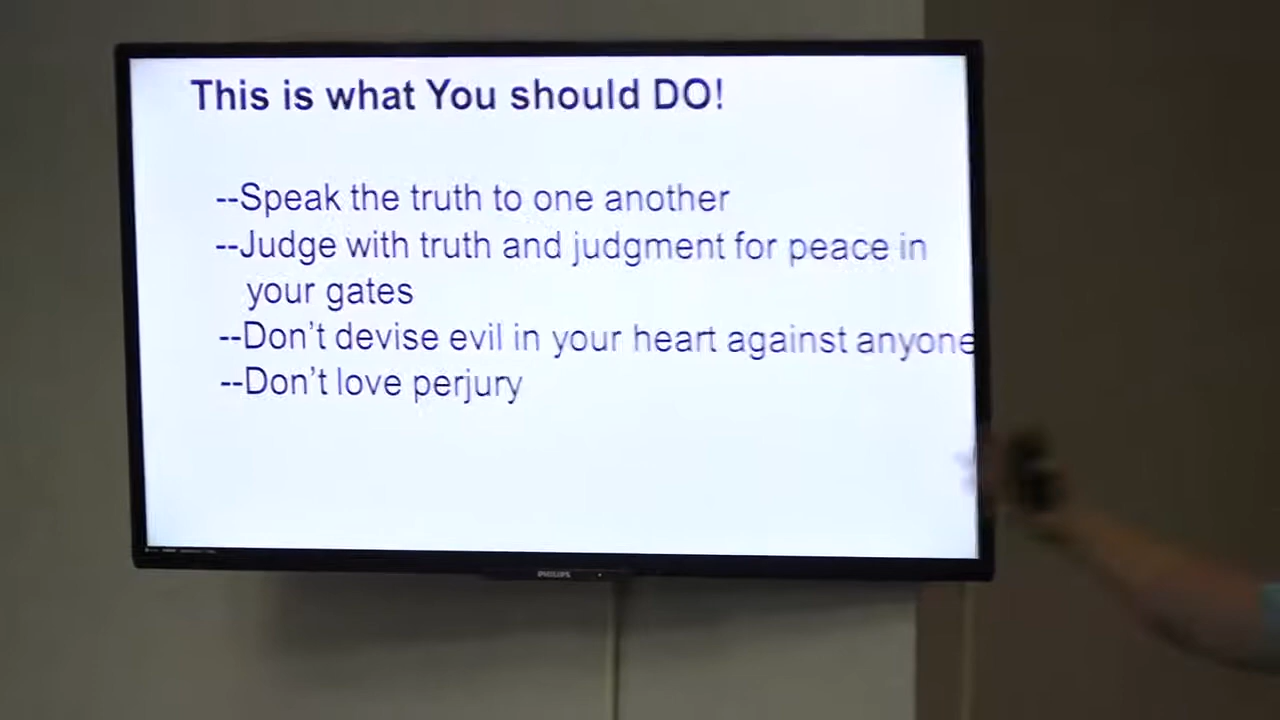 This is what You should DO!
--Speak the truth to one another
--Judge with truth and judgment for peace in
your gates
--Don't devise evil in your heart against anyone
--Don't love perjury
PHILIPS